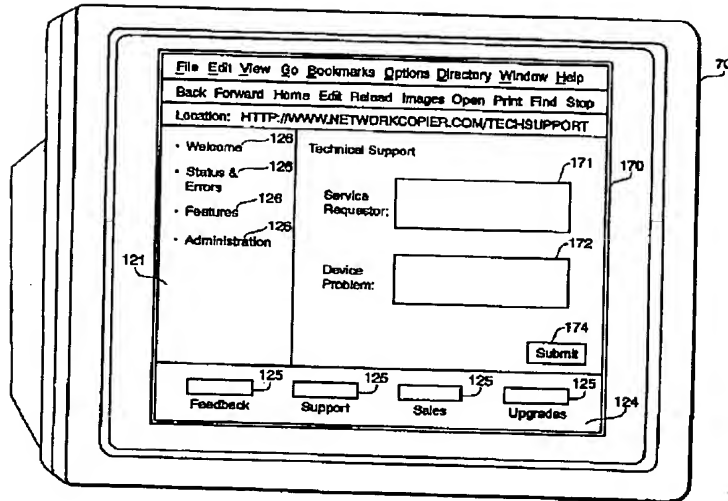 File Edit View Go Bookmarks Options Directory Window Help
70
Back Forward Home Edit Reload Images Open Print Find Stop
Location: HTTP://WWW.NETWORKCOPIER.COM/TECHSUPPORT
• Welcome 126
Technical Support
171
170
• Status & 126
Errors
Service
Requestor:
• Features 126
• Administration 126
172
121
Device
Problem:
174
Submit
125 125 125 125
Feedback Support Sales Upgrades
124